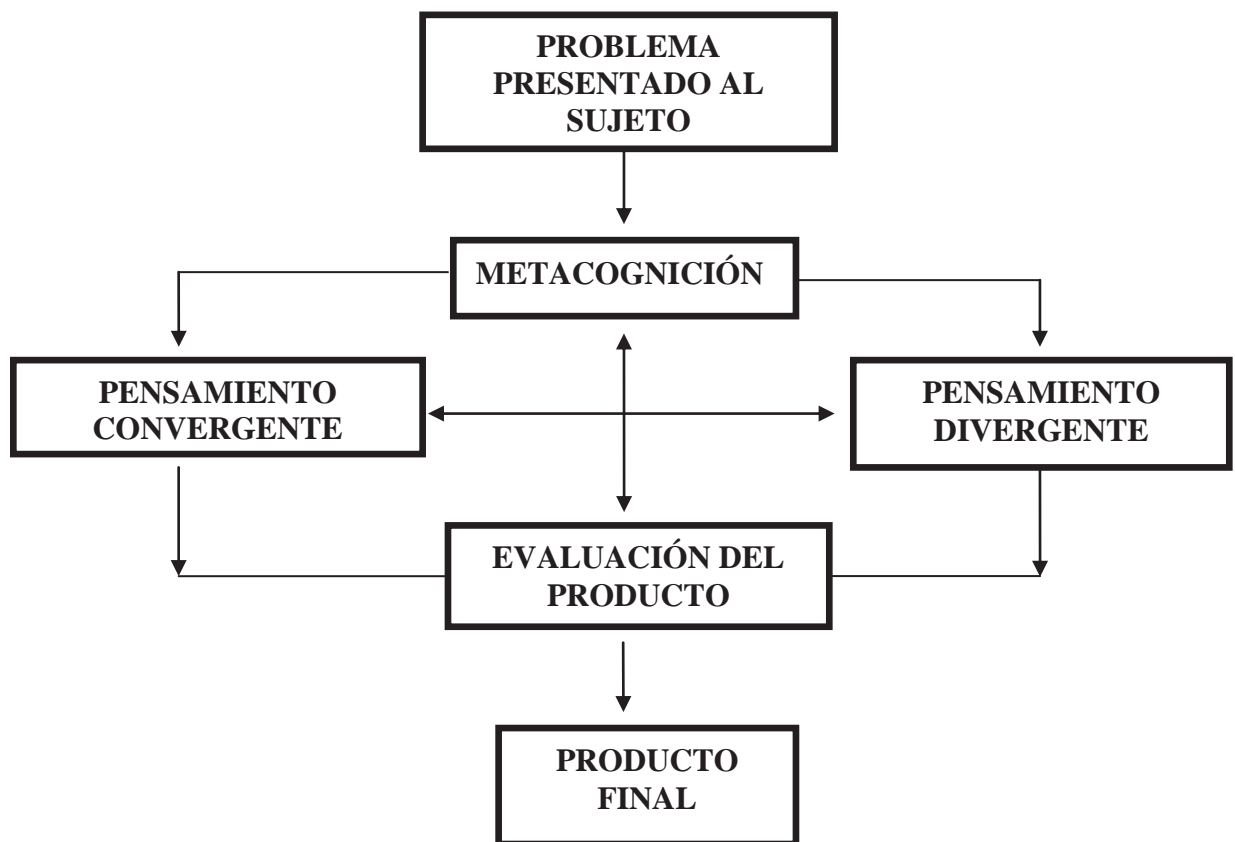 PROBLEMA
PRESENTADO AL
SUJETO
METACOGNICIÓN
PENSAMIENTO
CONVERGENTE
PENSAMIENTO
DIVERGENTE
EVALUACIÓN DEL
PRODUCTO
PRODUCTO
FINAL